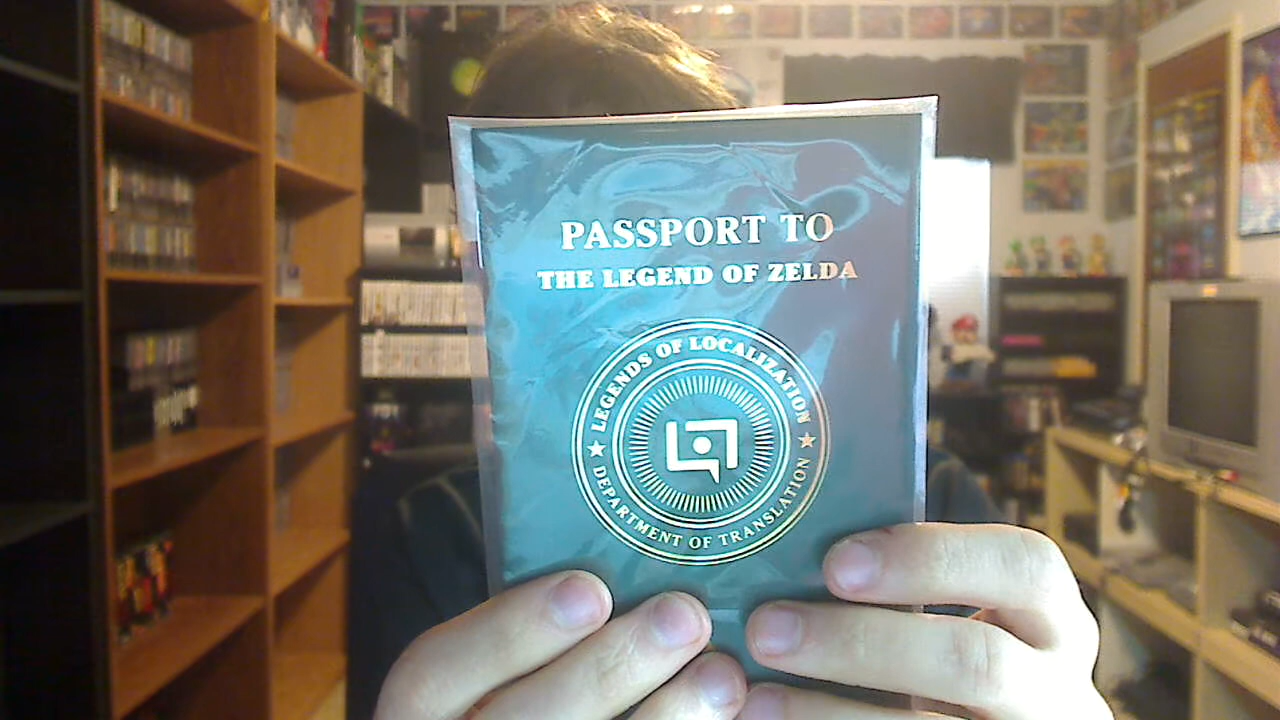 PASSPORT TO
THE LEGEND OF ZELDA
LEGENDS OF LOCALIZATION
DEPARTMENT OF TRANSLATION